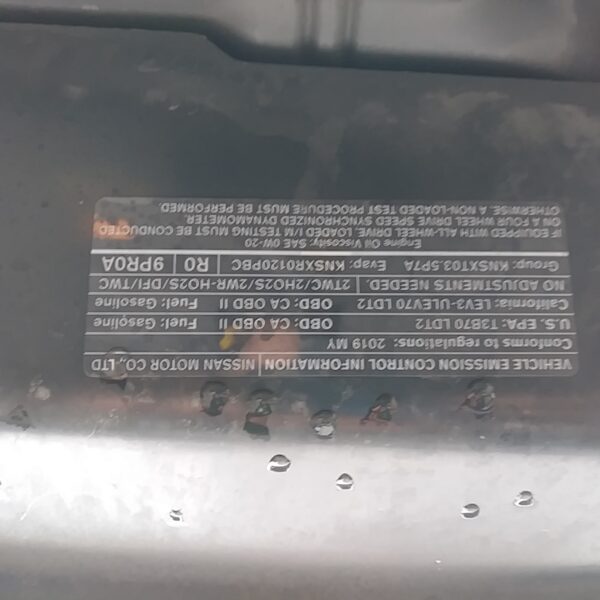 VEHICLE EMISSION CONTROL INFORMATION NISSAN MOTOR CO., LTD
Conforms to regulations: 2019 MY
U.S. EPA: T3B70 LDT2 OBD: CA OBD II Fuel: Gasoline
California: LEV3-ULEV70 LDT2 OBD: CA OBD II Fuel: Gasoline
NO ADJUSTMENTS NEEDED. 2TWC/2HO2S/2WR-HO2S/DFI/TWC
Group: KNSXT03.5P7A Evap: KNSXR0120PBC R0 9PR0A
Engine Oil Viscosity: SAE 0W-20
IF EQUIPPED WITH ALL-WHEEL DRIVE, LOADED I/M TESTING MUST BE CONDUCTED
ON A FOUR WHEEL DRIVE SPEED SYNCHRONIZED DYNAMOMETER.
OTHERWISE, A NON-LOADED TEST PROCEDURE MUST BE PERFORMED.